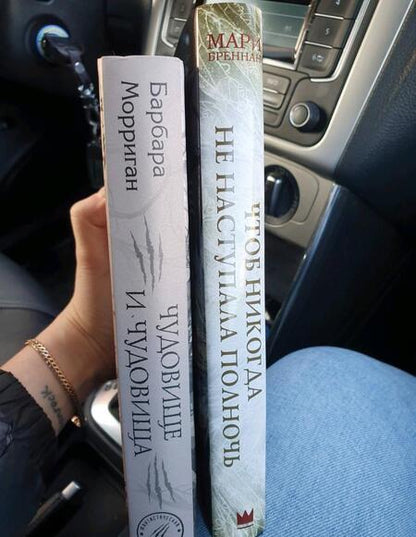 Барбара
Морриган
ЧУДОВИЩЕ
И ЧУДОВИЩА
МАРИ
БРЕННАН
ЧТОБ НИКОГДА
НЕ НАСТУПАЛА ПОЛНОЧЬ